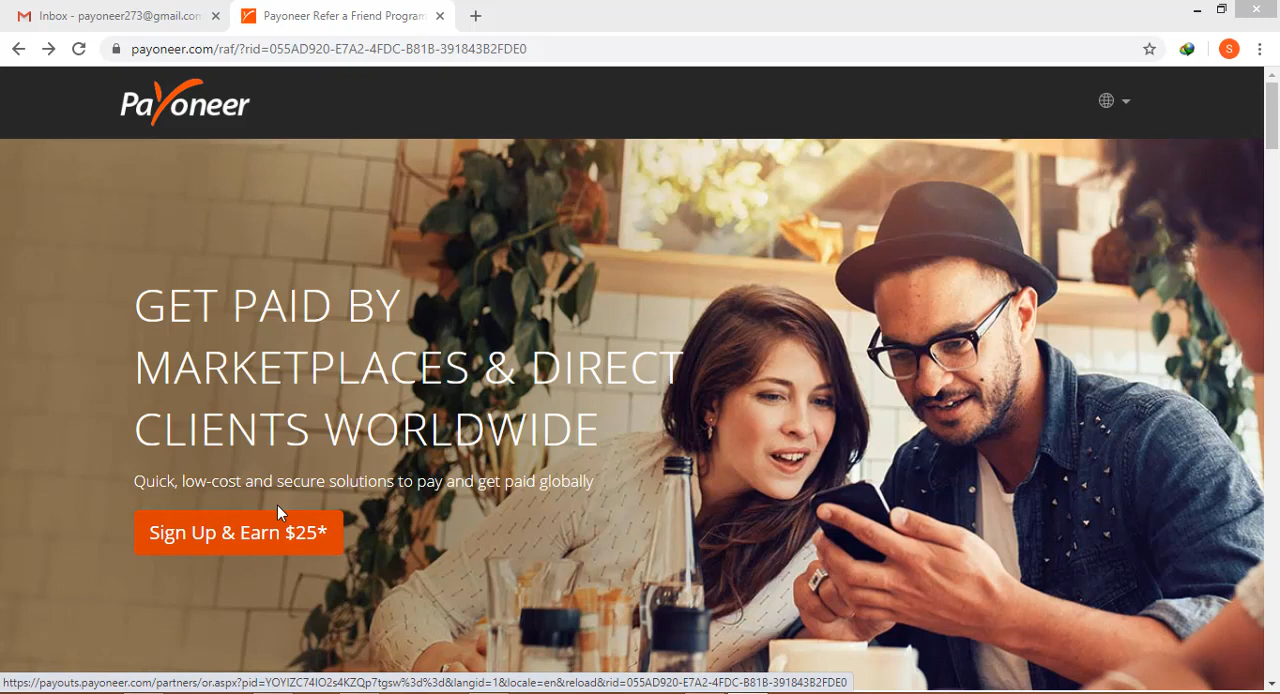 Inbox - payoneer273@gmail.com
Payoneer Refer a Friend Program
payoneer.com/raf/?rid=055AD920-E7A2-4FDC-B81B-391843B2FDE0
S
Payoneer
GET PAID BY
MARKETPLACES & DIRECT
CLIENTS WORLDWIDE
Quick, low-cost and secure solutions to pay and get paid globally
Sign Up & Earn $25*
https://payouts.payoneer.com/partners/or.aspx?pid=YOYIZC74IO2s4KZQp7tgsw%3d%3d&langid=1&locale=en&reload&rid=055AD920-E7A2-4FDC-B81B-391843B2FDE0